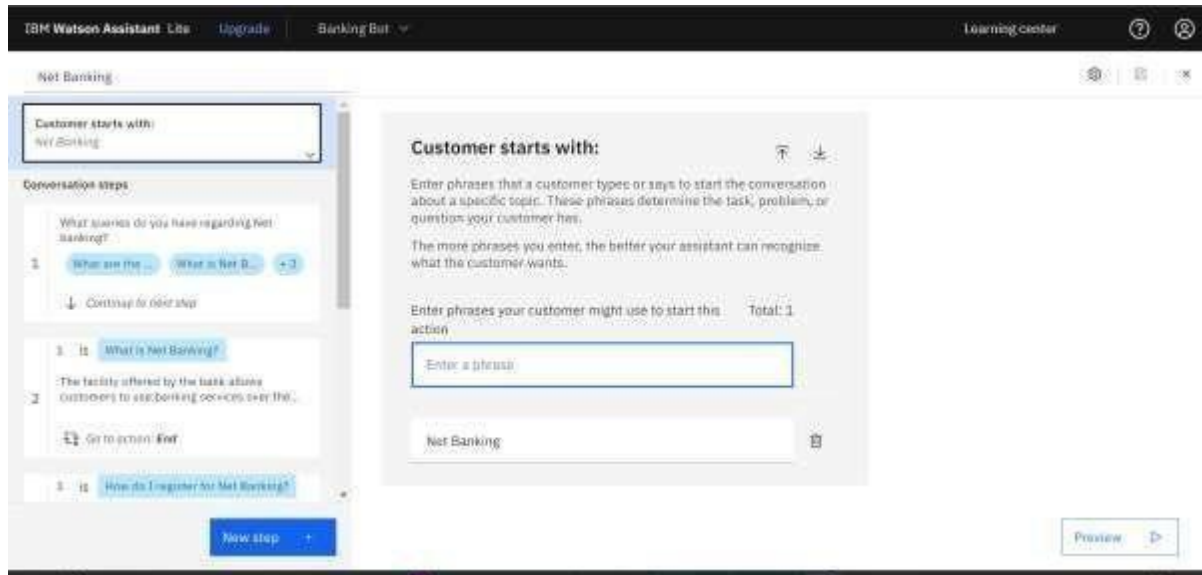 IBM Watson Assistant Lite Upgrade Banking Bot Learning center
Net Banking
Customer starts with:
Net Banking
Conversation steps
What queries do you have regarding Net
banking?
1 What are the ... What is Net B... + 3
Continue to next step
1 is What is Net Banking?
The facility offered by the bank allows
2 customers to use banking services over the...
Go to action: End
1 is How do I register for Net Banking?
New step +
Customer starts with:
Enter phrases that a customer types or says to start the conversation
about a specific topic. These phrases determine the task, problem, or
question your customer has.
The more phrases you enter, the better your assistant can recognize
what the customer wants.
Enter phrases your customer might use to start this Total: 1
action
Enter a phrase
Net Banking
Preview